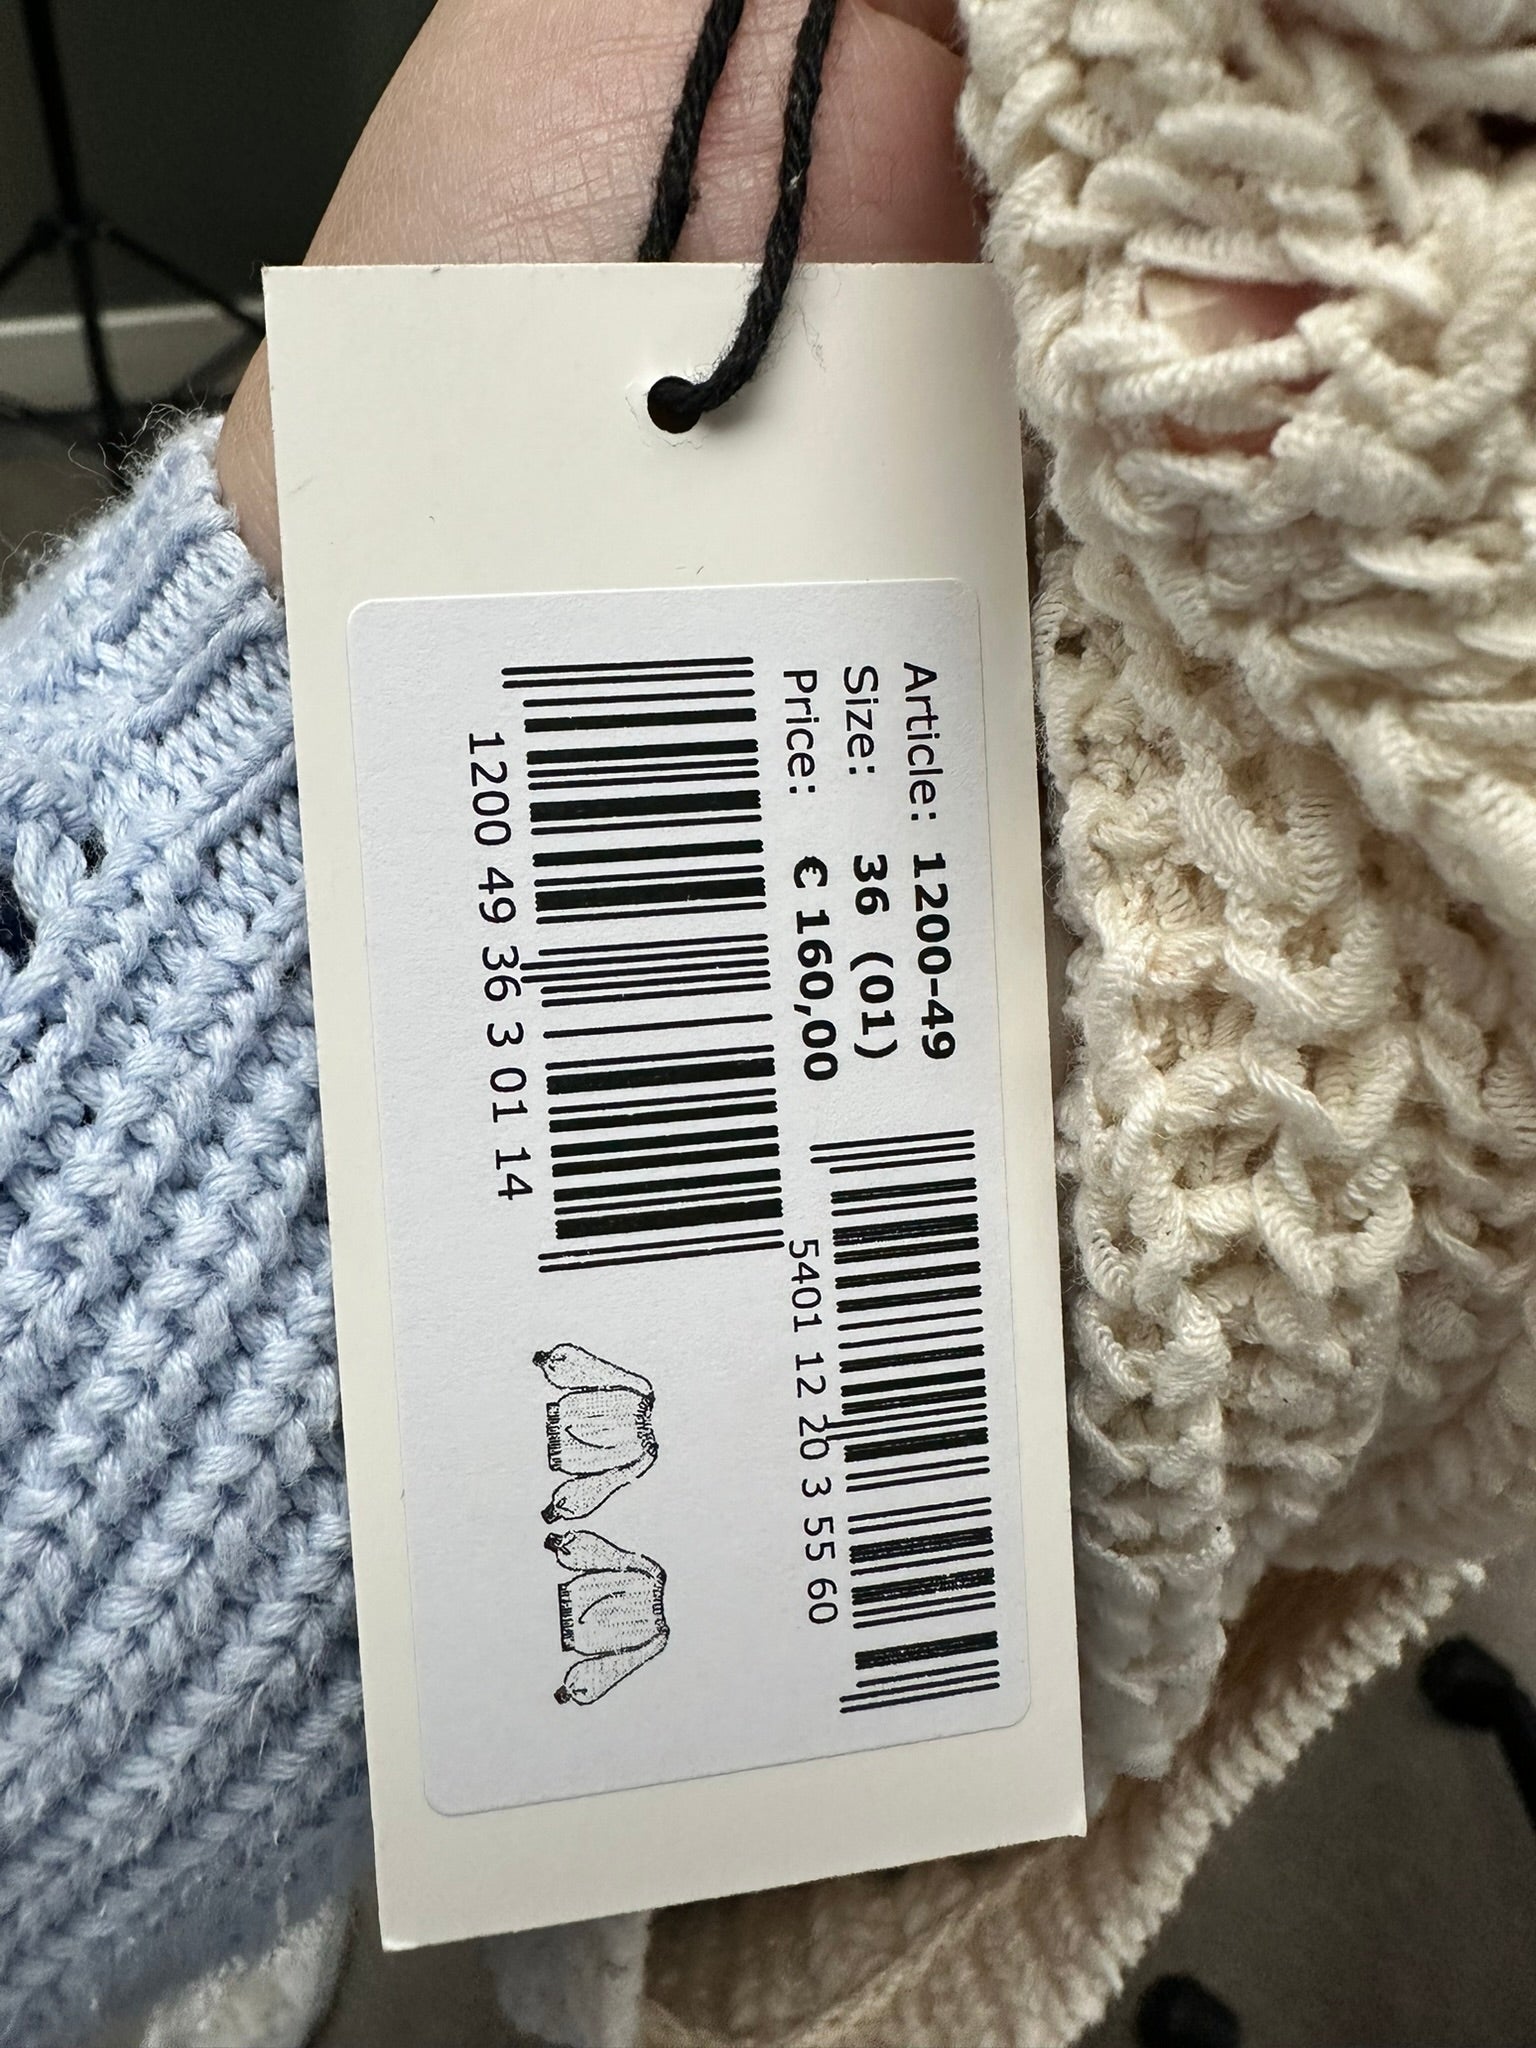 Article: 1200-49
Size: 36 (01)
Price: € 160,00
5401 12 20 3 55 60
1200 49 36 3 01 14